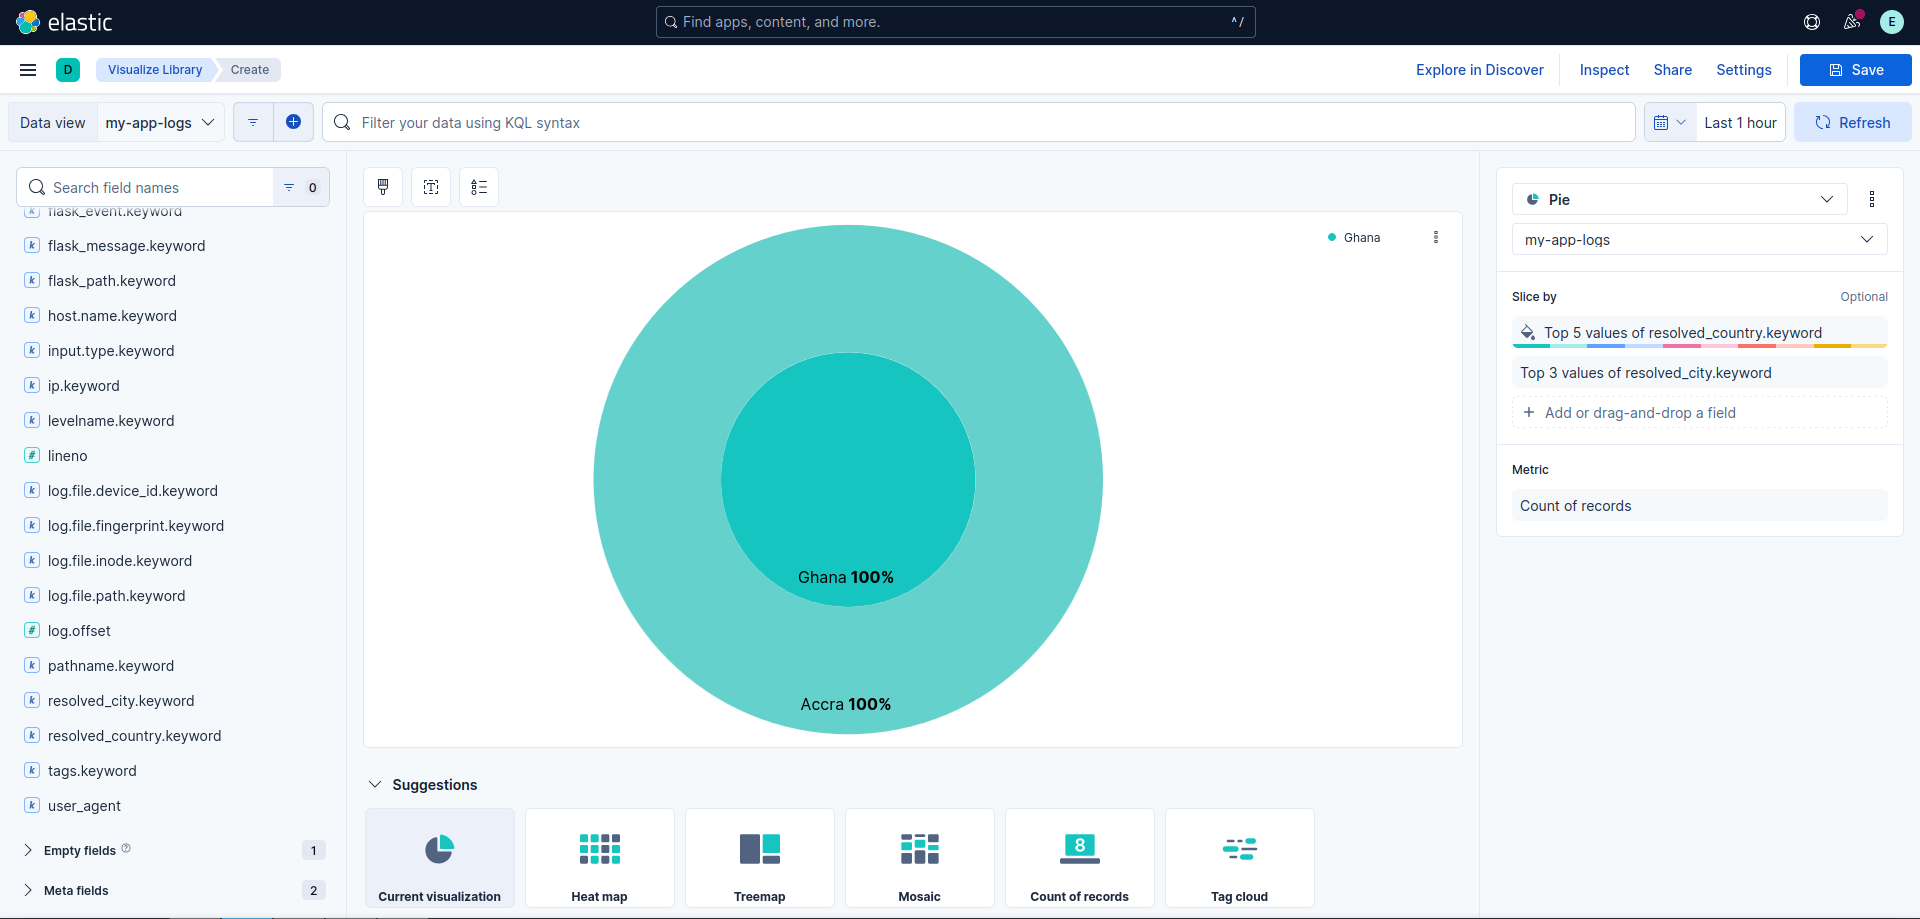 elastic
Find apps, content, and more.
^ /
E
D
Visualize Library
Create
Explore in Discover
Inspect
Share
Settings
Save
Data view
my-app-logs
Filter your data using KQL syntax
Last 1 hour
Refresh
Search field names
0
flask_event.keyword
flask_message.keyword
flask_path.keyword
host.name.keyword
input.type.keyword
ip.keyword
levelname.keyword
lineno
log.file.device_id.keyword
log.file.fingerprint.keyword
log.file.inode.keyword
log.file.path.keyword
log.offset
pathname.keyword
resolved_city.keyword
resolved_country.keyword
tags.keyword
user_agent
Empty fields
1
Meta fields
2
Ghana
Ghana 100%
Accra 100%
Suggestions
Current visualization
Heat map
Treemap
Mosaic
8
Count of records
Tag cloud
Pie
my-app-logs
Slice by
Optional
Top 5 values of resolved_country.keyword
Top 3 values of resolved_city.keyword
Add or drag-and-drop a field
Metric
Count of records